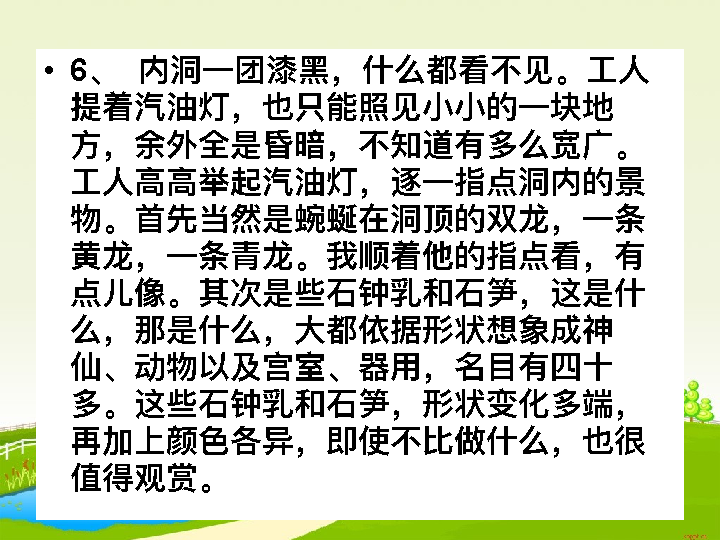 • 6、 内洞一团漆黑，什么都看不见。工人
提着汽油灯，也只能照见小小的一块地
方，余外全是昏暗，不知道有多么宽广。
工人高高举起汽油灯，逐一指点洞内的景
物。首先当然是蜿蜒在洞顶的双龙，一条
黄龙，一条青龙。我顺着他的指点看，有
点儿像。其次是些石钟乳和石笋，这是什
么，那是什么，大都依据形状想象成神
仙、动物以及宫室、器用，名目有四十
多。这些石钟乳和石笋，形状变化多端，
再加上颜色各异，即使不比做什么，也很
值得观赏。